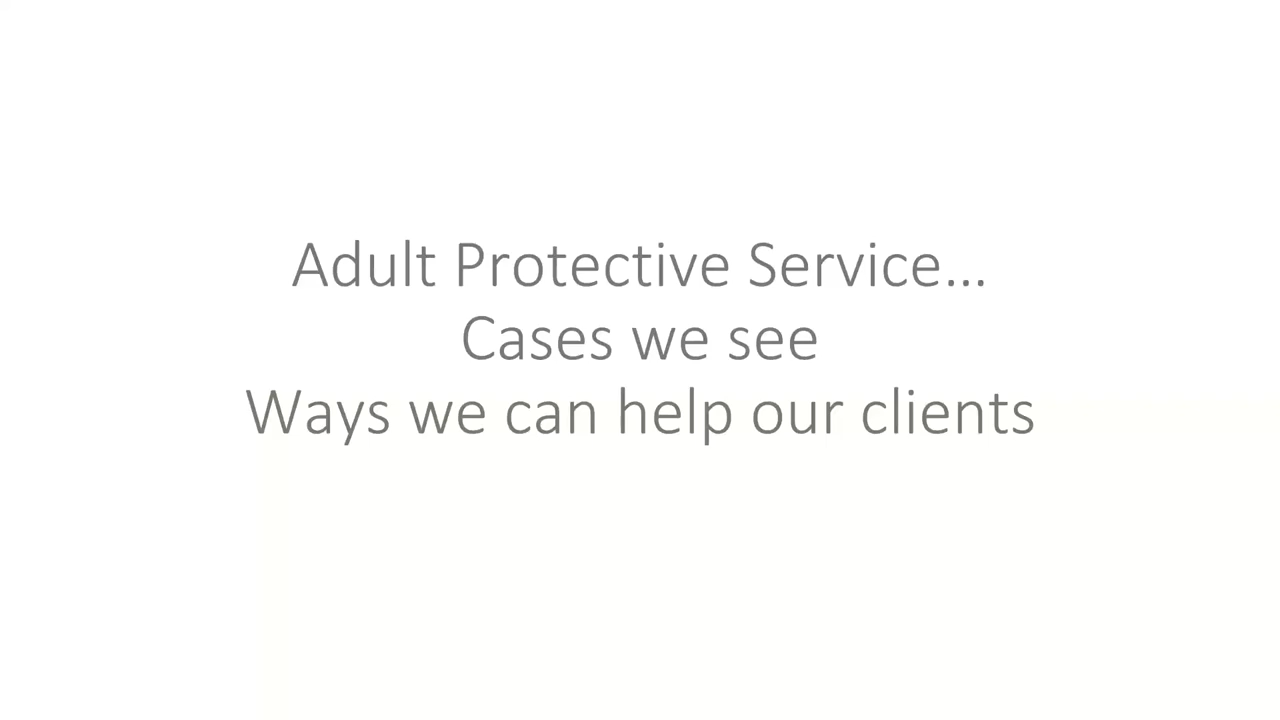 Adult Protective Service…
Cases we see
Ways we can help our clients